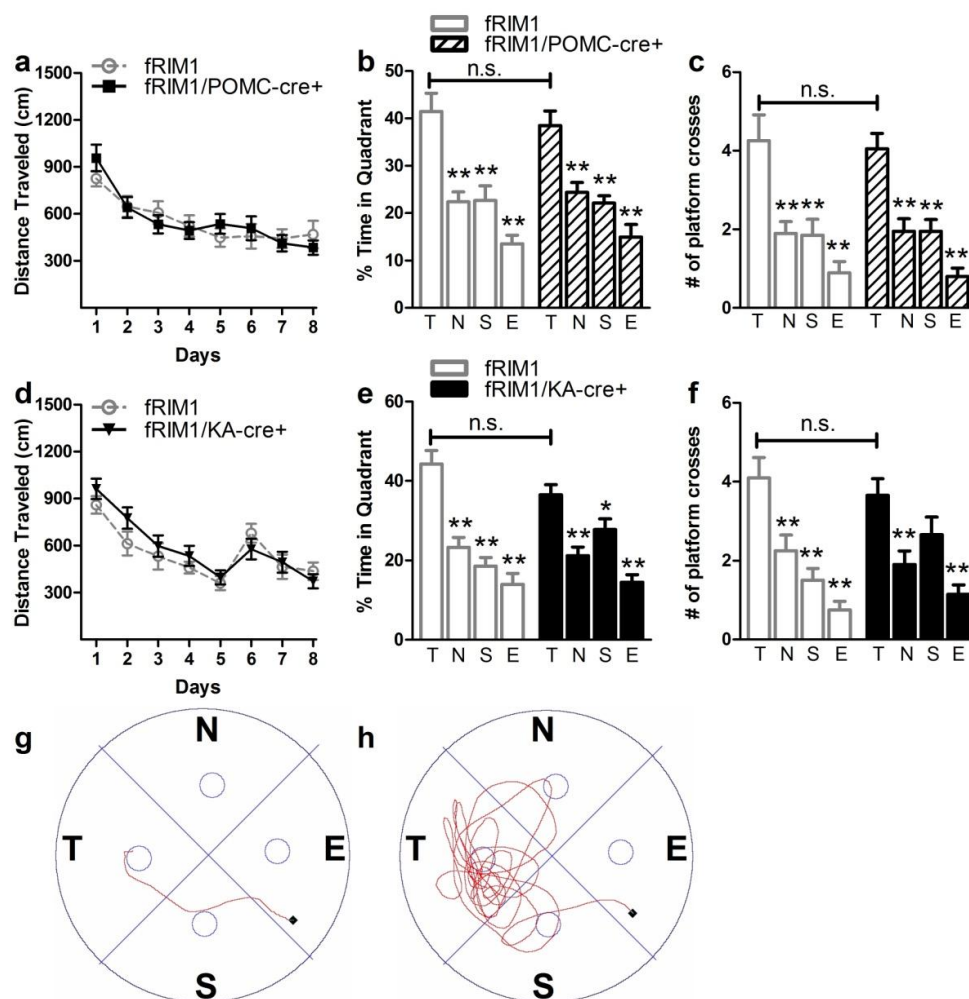 a
fRIM1
fRIM1/POMC-cre+
Distance Traveled (cm)
1500
1200
900
600
300
1 2 3 4 5 6 7 8
Days
b
fRIM1
fRIM1/POMC-cre+
n.s.
% Time in Quadrant
50
40
30
20
10
0
** ** ** ** ** **
T N S E T N S E
c
n.s.
# of platform crosses
6
4
2
0
** ** ** ** ** **
T N S E T N S E
d
fRIM1
fRIM1/KA-cre+
Distance Traveled (cm)
1500
1200
900
600
300
1 2 3 4 5 6 7 8
Days
e
fRIM1
fRIM1/KA-cre+
n.s.
% Time in Quadrant
60
40
20
0
** ** ** ** * **
T N S E T N S E
f
n.s.
# of platform crosses
6
4
2
0
** ** ** ** **
T N S E T N S E
g
N
T E
S
h
N
T E
S